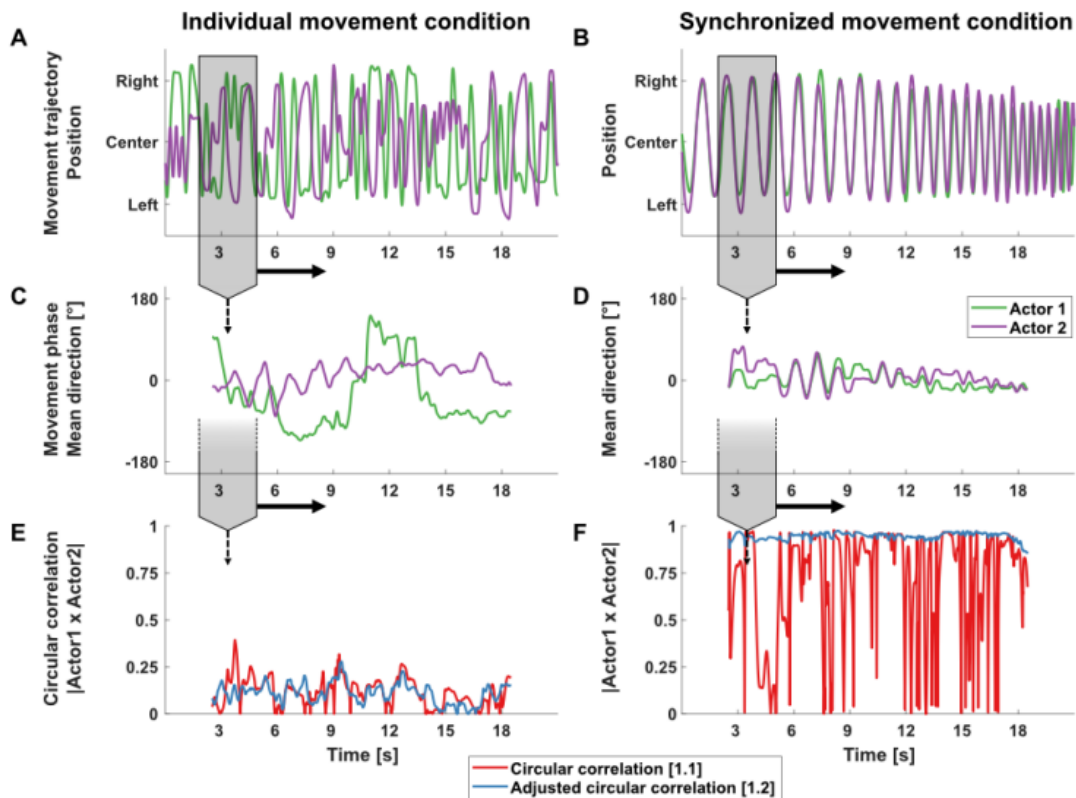 Individual movement condition
Synchronized movement condition
A
Movement trajectory
Position
Right
Center
Left
3
6
9
12
15
18
B
Position
Right
Center
Left
3
6
9
12
15
18
C
Movement phase
Mean direction [°]
180
0
-180
3
6
9
12
15
18
D
Mean direction [°]
180
0
-180
3
6
9
12
15
18
Actor 1
Actor 2
E
Circular correlation
|Actor1 x Actor2|
1
0.75
0.5
0.25
0
3
6
9
12
15
18
Time [s]
F
|Actor1 x Actor2|
1
0.75
0.5
0.25
0
3
6
9
12
15
18
Time [s]
Circular correlation [1.1]
Adjusted circular correlation [1.2]